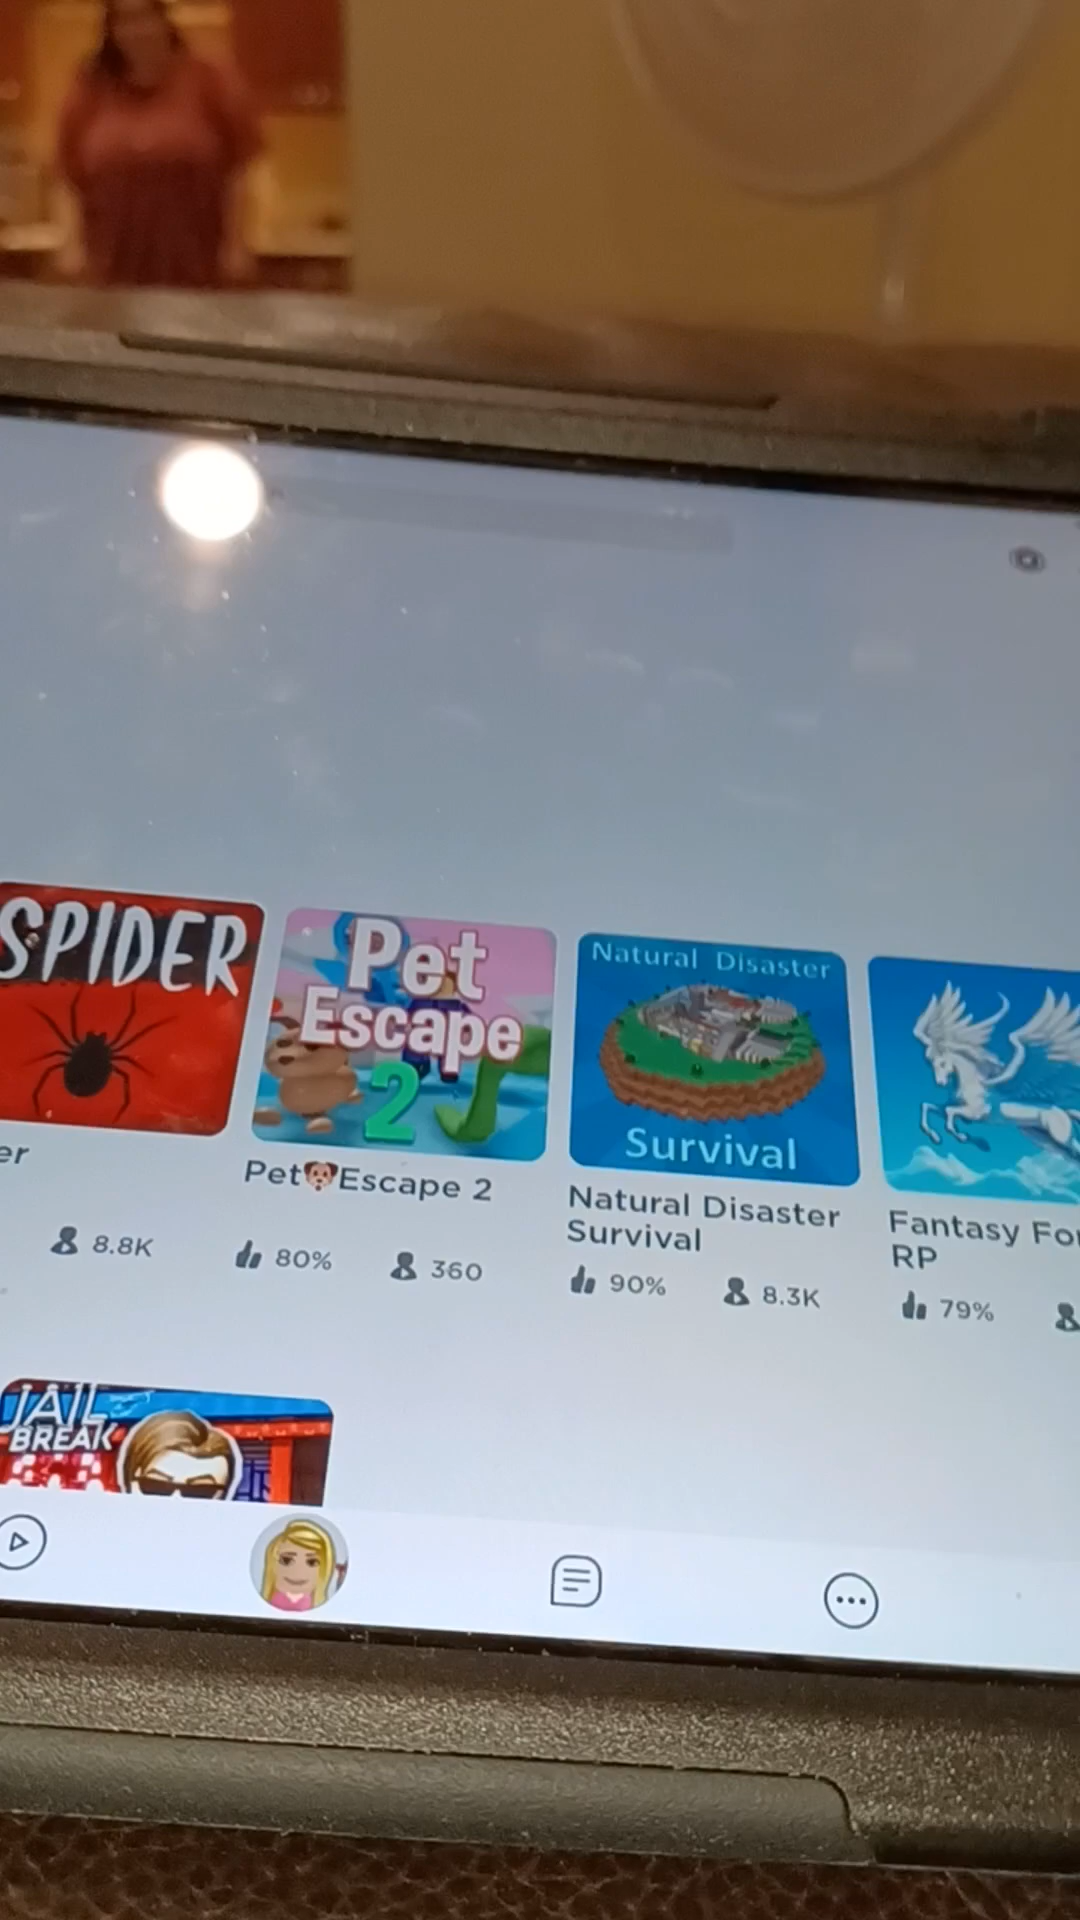 SPIDER
Pet
Escape
2
Natural Disaster
Survival
er
8.8K
Pet🐶Escape 2
80% 360
Natural Disaster
Survival
90% 8.3K
Fantasy Fo
RP
79%
JAIL
BREAK